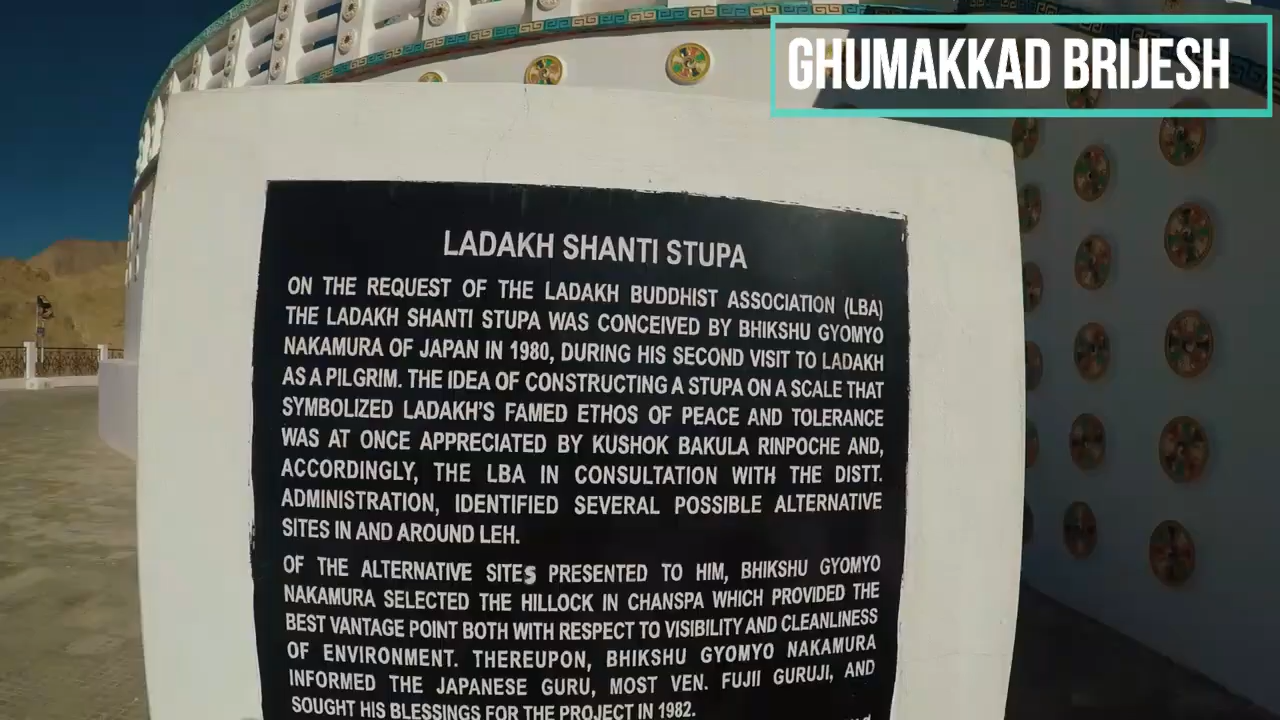 GHUMAKKAD BRIJESH
LADAKH SHANTI STUPA
ON THE REQUEST OF THE LADAKH BUDDHIST ASSOCIATION (LBA)
THE LADAKH SHANTI STUPA WAS CONCEIVED BY BHIKSHU GYOMYO
NAKAMURA OF JAPAN IN 1980, DURING HIS SECOND VISIT TO LADAKH
AS A PILGRIM. THE IDEA OF CONSTRUCTING A STUPA ON A SCALE THAT
SYMBOLIZED LADAKH'S FAMED ETHOS OF PEACE AND TOLERANCE
WAS AT ONCE APPRECIATED BY KUSHOK BAKULA RINPOCHE AND,
ACCORDINGLY, THE LBA IN CONSULTATION WITH THE DISTT.
ADMINISTRATION, IDENTIFIED SEVERAL POSSIBLE ALTERNATIVE
SITES IN AND AROUND LEH.
OF THE ALTERNATIVE SITES PRESENTED TO HIM, BHIKSHU GYOMYO
NAKAMURA SELECTED THE HILLOCK IN CHANSPA WHICH PROVIDED THE
BEST VANTAGE POINT BOTH WITH RESPECT TO VISIBILITY AND CLEANLINESS
OF ENVIRONMENT. THEREUPON, BHIKSHU GYOMYO NAKAMURA
INFORMED THE JAPANESE GURU, MOST VEN. FUJII GURUJI, AND
SOUGHT HIS BLESSINGS FOR THE PROJECT IN 1982.